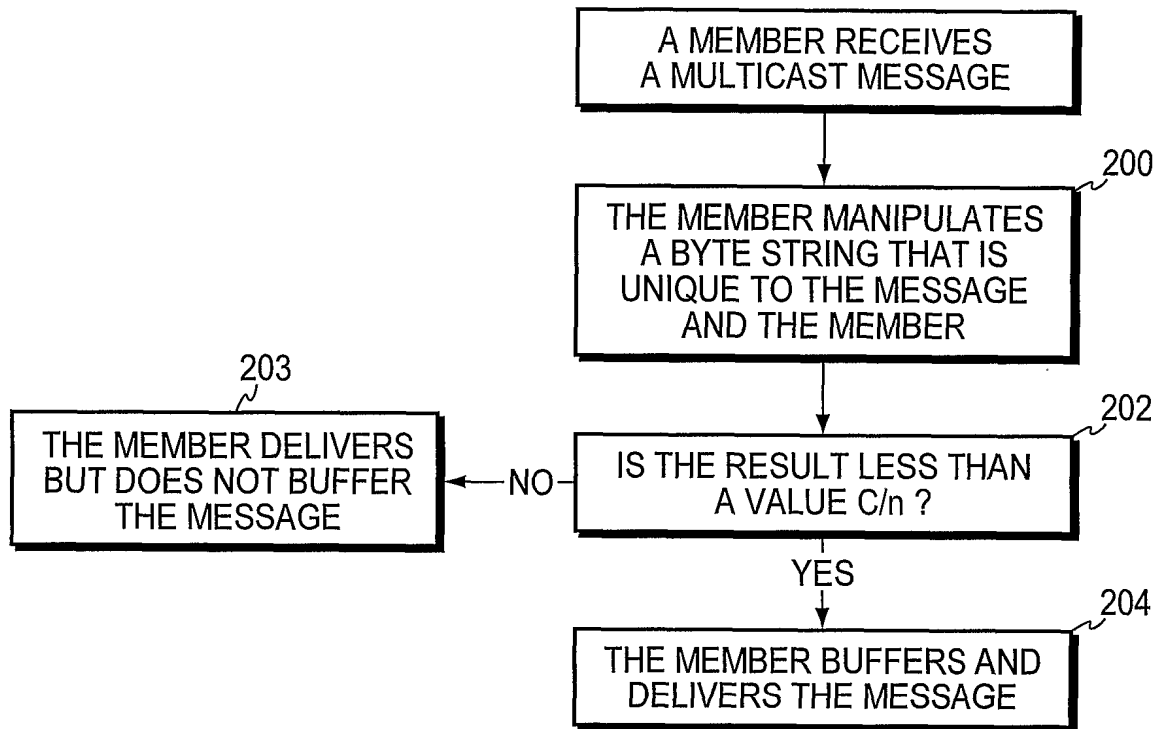 A MEMBER RECEIVES
A MULTICAST MESSAGE
200
THE MEMBER MANIPULATES
A BYTE STRING THAT IS
UNIQUE TO THE MESSAGE
AND THE MEMBER
203
THE MEMBER DELIVERS
BUT DOES NOT BUFFER
THE MESSAGE
NO
202
IS THE RESULT LESS THAN
A VALUE C/n ?
YES
204
THE MEMBER BUFFERS AND
DELIVERS THE MESSAGE